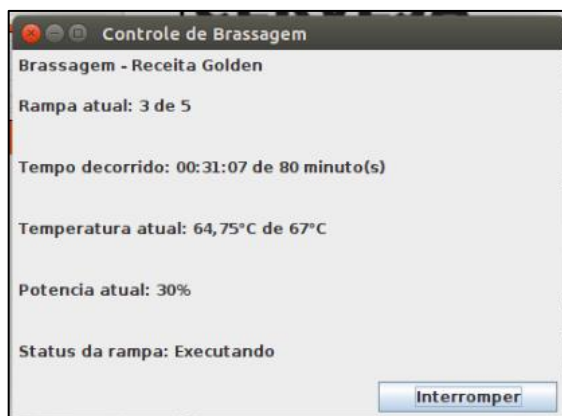 Controle de Brassagem
Brassagem - Receita Golden
Rampa atual: 3 de 5
Tempo decorrido: 00:31:07 de 80 minuto(s)
Temperatura atual: 64,75°C de 67°C
Potencia atual: 30%
Status da rampa: Executando
Interromper